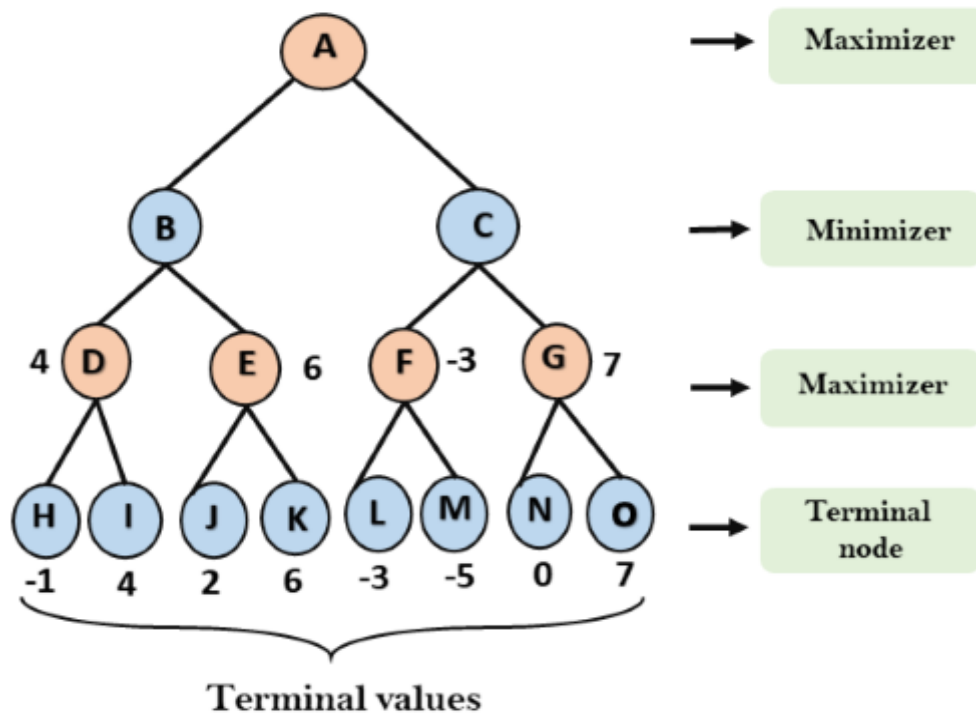 A
Maximizer
B
C
Minimizer
4 D E 6 F -3 G 7
Maximizer
H I J K L M N O
Terminal
node
-1 4 2 6 -3 -5 0 7
Terminal values